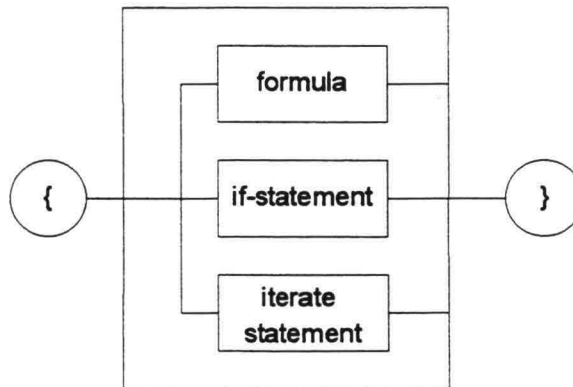 formula
{
if-statement
}
iterate
statement